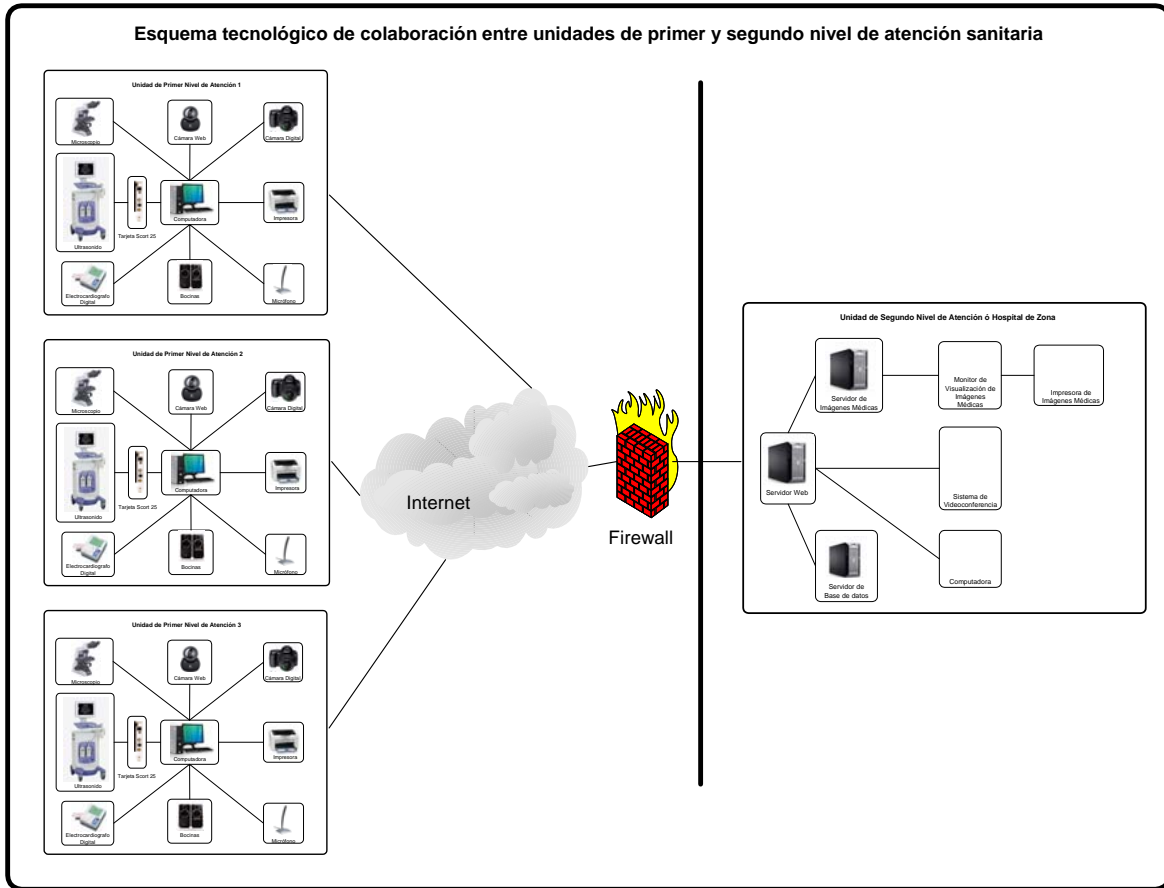 Esquema tecnológico de colaboración entre unidades de primer y segundo nivel de atención sanitaria
Unidad de Primer Nivel de Atención 1
Microscopio
Cámara Web
Cámara Digital
Ultrasonido
Tarjeta Scort 25
Computadora
Impresora
Electrocardiografo
Digital
Bocinas
Micrófono
Unidad de Primer Nivel de Atención 2
Microscopio
Cámara Web
Cámara Digital
Ultrasonido
Tarjeta Scort 25
Computadora
Impresora
Electrocardiografo
Digital
Bocinas
Micrófono
Unidad de Primer Nivel de Atención 3
Microscopio
Cámara Web
Cámara Digital
Ultrasonido
Tarjeta Scort 25
Computadora
Impresora
Electrocardiografo
Digital
Bocinas
Micrófono
Internet
Firewall
Unidad de Segundo Nivel de Atención ó Hospital de Zona
Servidor de
Imágenes Médicas
Monitor de
Visualización de
Imágenes
Médicas
Impresora de
Imágenes Médicas
Servidor Web
Sistema de
Videoconferencia
Servidor de
Base de datos
Computadora